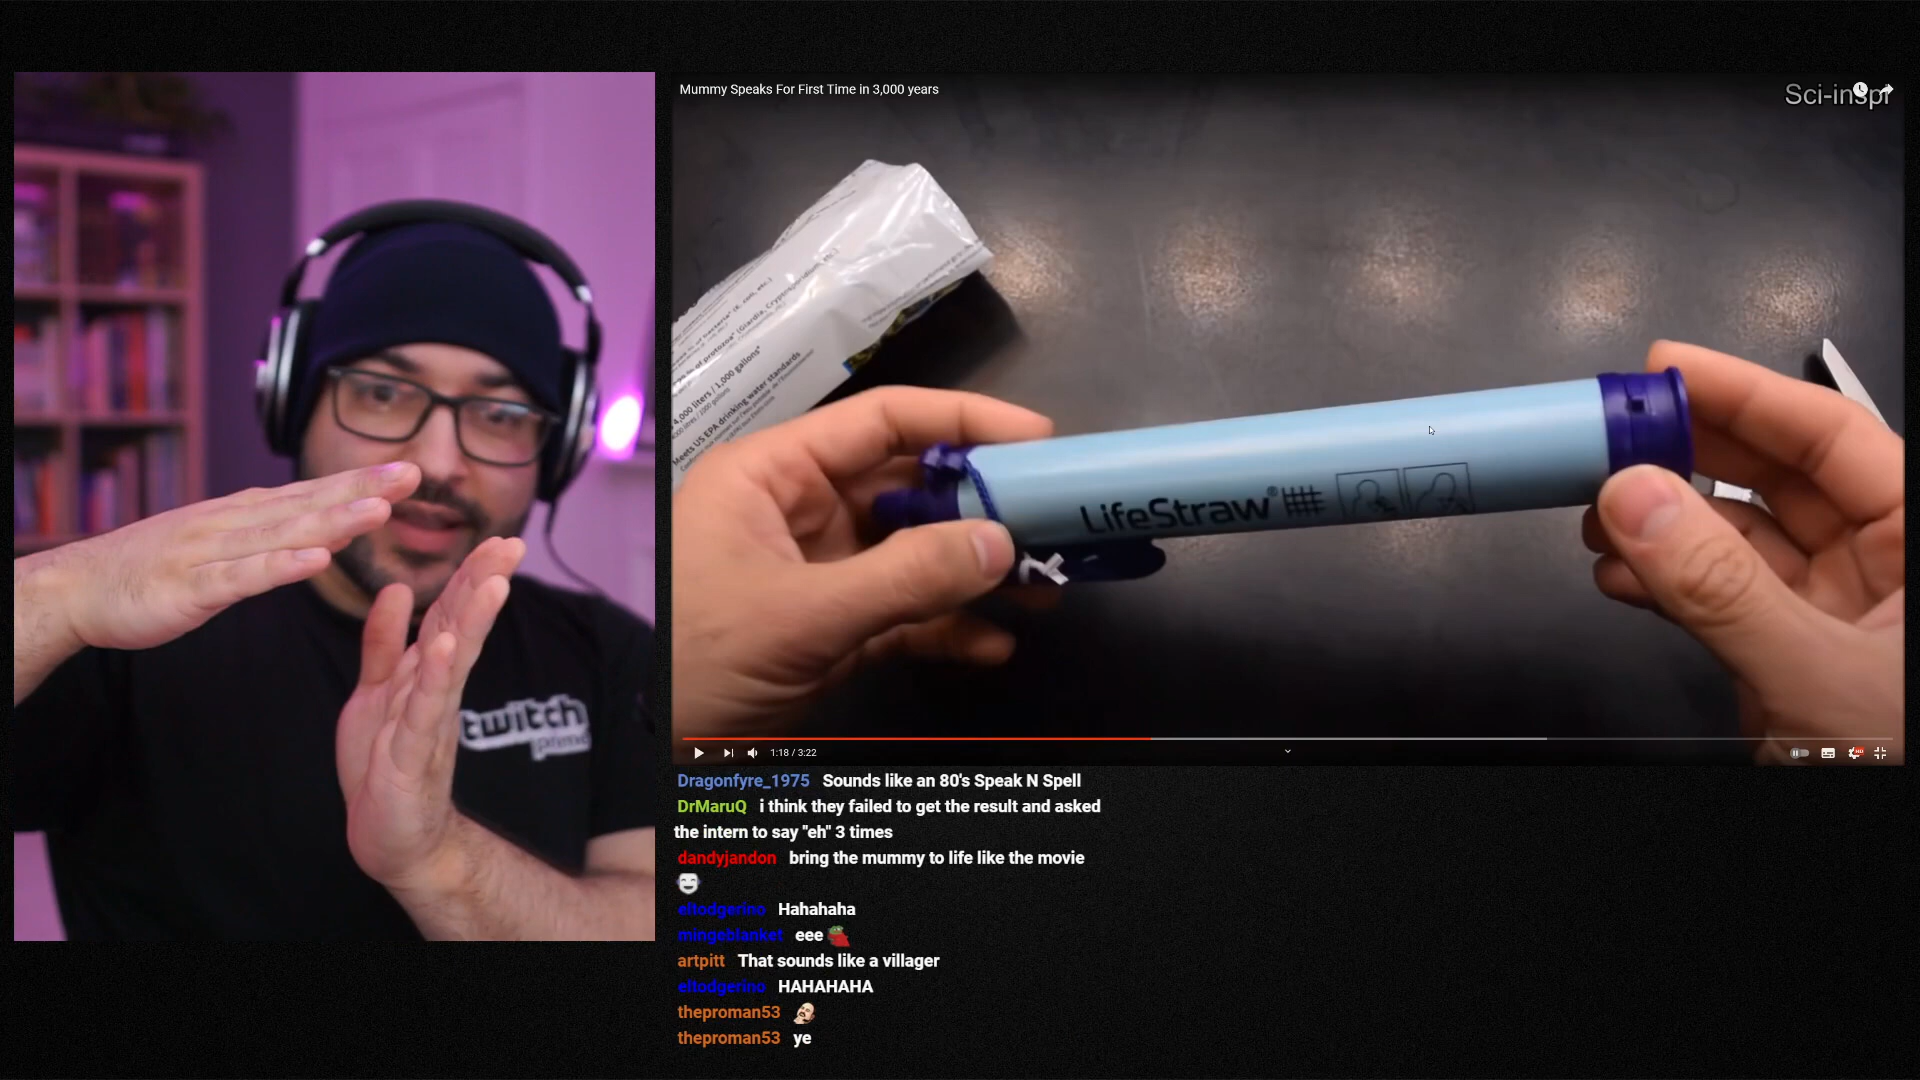 Mummy Speaks For First Time in 3,000 years
Sci-inspi
4,000 liters / 1,000 gallons*
Meets US EPA drinking water standards
LifeStraw®
twitch
prime
1:18 / 3:22
HD
Dragonfyre_1975 Sounds like an 80's Speak N Spell
DrMaruQ i think they failed to get the result and asked
the intern to say "eh" 3 times
dandyjandon bring the mummy to life like the movie
eltodgerino Hahahaha
mingeblanket eee
artpitt That sounds like a villager
eltodgerino HAHAHAHA
theproman53
theproman53 ye